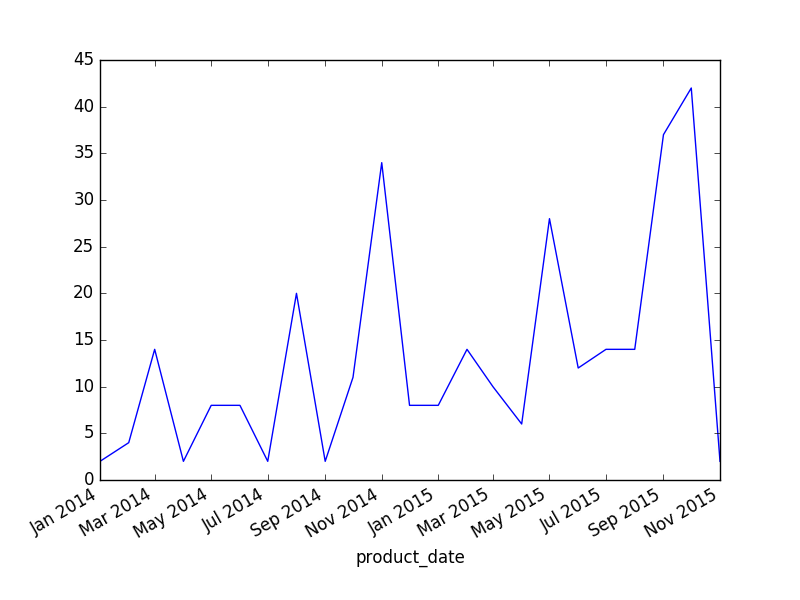 45
40
35
30
25
20
15
10
5
0
Jan 2014
Mar 2014
May 2014
Jul 2014
Sep 2014
Nov 2014
Jan 2015
Mar 2015
May 2015
Jul 2015
Sep 2015
Nov 2015
product_date